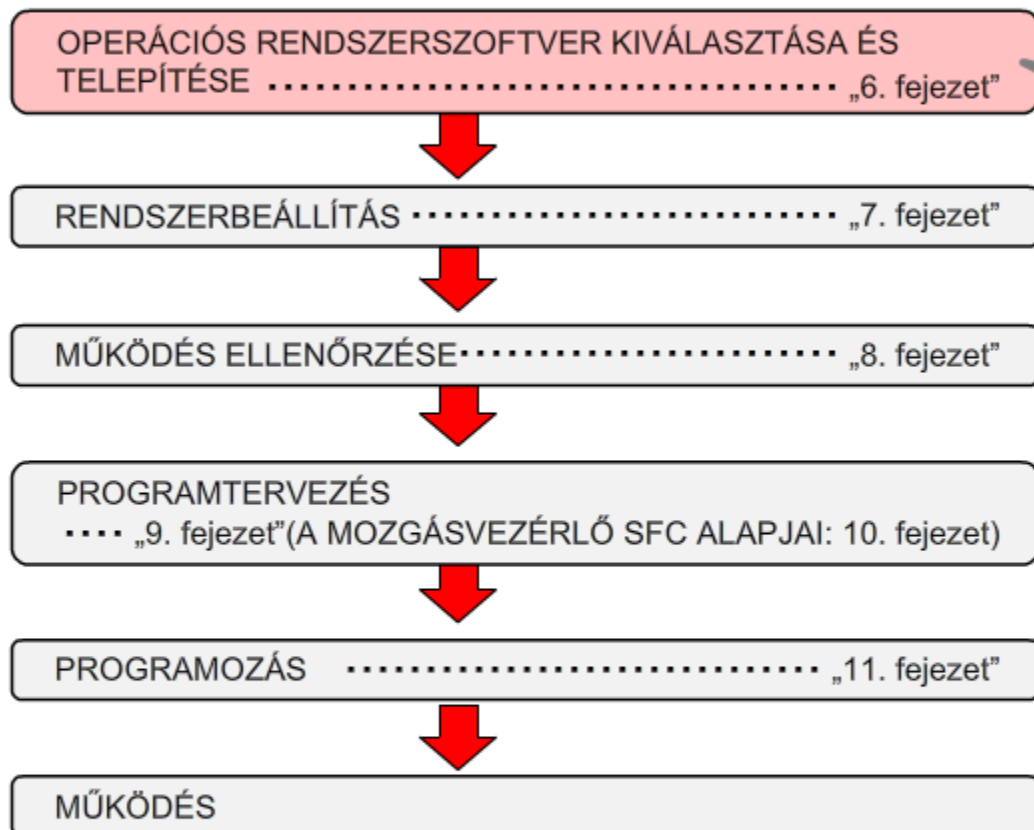 OPERÁCIÓS RENDSZERSZOFTVER KIVÁLASZTÁSA ÉS
TELEPÍTÉSE ···································· „6. fejezet”
RENDSZERBEÁLLÍTÁS ··························· „7. fejezet”
MŰKÖDÉS ELLENŐRZÉSE························ „8. fejezet”
PROGRAMTERVEZÉS
···· „9. fejezet”(A MOZGÁSVEZÉRLŐ SFC ALAPJAI: 10. fejezet)
PROGRAMOZÁS ······························ „11. fejezet”
MŰKÖDÉS